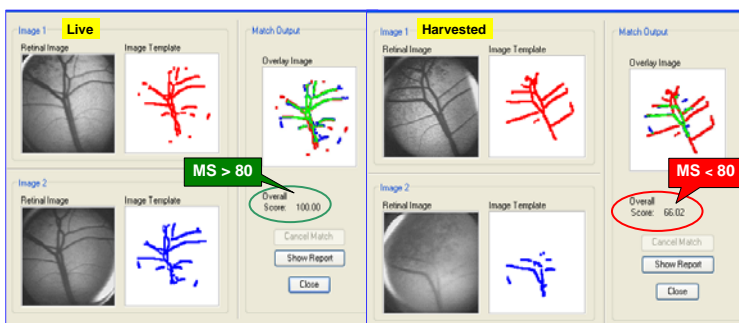 Image 1
Live
Retinal Image
Image Template
Match Output
Overlay Image
MS > 80
Image 2
Retinal Image
Image Template
Overall
Score: 100.00
Cancel Match
Show Report
Close
Image 1
Harvested
Retinal Image
Image Template
Match Output
Overlay Image
MS < 80
Image 2
Retinal Image
Image Template
Overall
Score: 66.02
Cancel Match
Show Report
Close